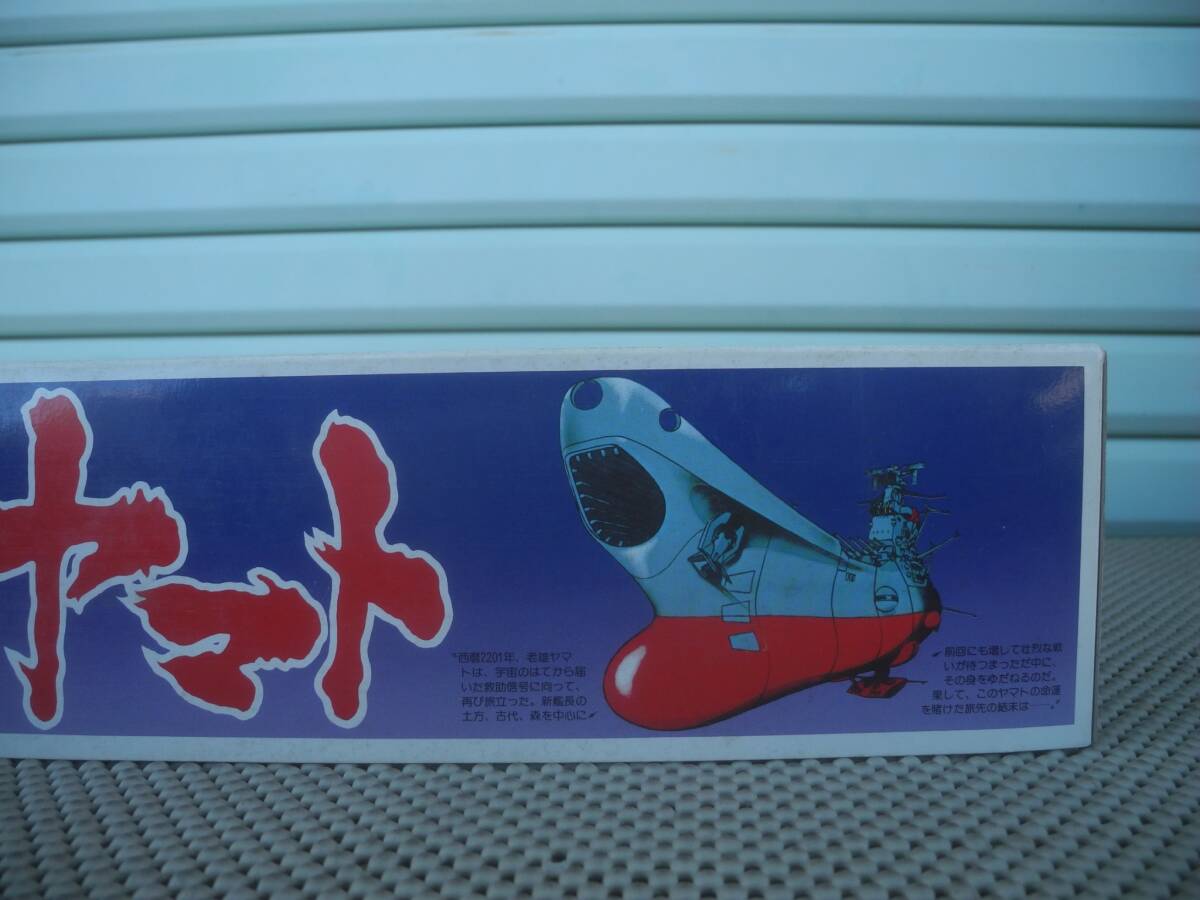 ヤマト
〝西暦2201年、老雄ヤマ
トは、宇宙のはてから届
いた救助信号に向って、
再び旅立った。新艦長の
土方、古代、森を中心に〟
〝前回にも増して壮烈な戦
いが待つまっただ中に、
その身をゆだねるのだ。
果して、このヤマトの命運
を賭けた旅先の結末は──。〟